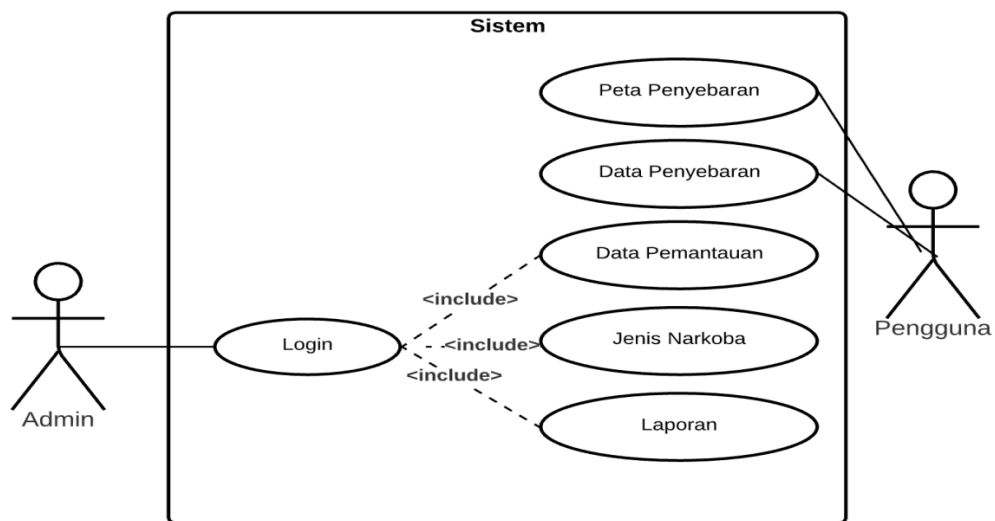 Sistem
Peta Penyebaran
Data Penyebaran
Data Pemantauan
<include>
Pengguna
Login
<include>
Jenis Narkoba
<include>
Admin
Laporan